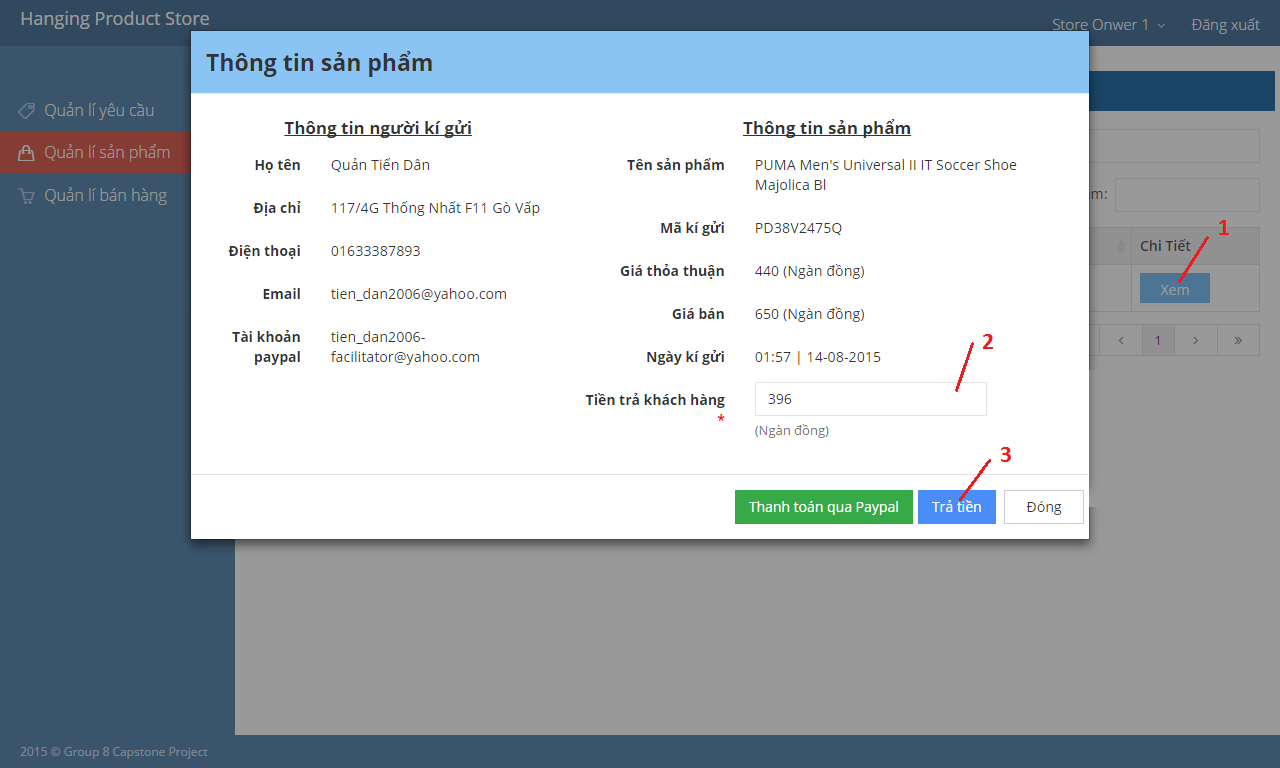 Hanging Product Store
Store Onwer 1
Đăng xuất
Quản lí yêu cầu
Quản lí sản phẩm
Quản lí bán hàng
Thông tin sản phẩm
Thông tin người kí gửi
Họ tên Quản Tiến Dân
Địa chỉ 117/4G Thống Nhất F11 Gò Vấp
Điện thoại 01633387893
Email tien_dan2006@yahoo.com
Tài khoản tien_dan2006-
paypal facilitator@yahoo.com
Thông tin sản phẩm
Tên sản phẩm PUMA Men's Universal II IT Soccer Shoe
Majolica Bl
Mã kí gửi PD38V2475Q
Giá thỏa thuận 440 (Ngàn đồng)
Giá bán 650 (Ngàn đồng)
Ngày kí gửi 01:57 | 14-08-2015
Tiền trả khách hàng 396
*
(Ngàn đồng)
Thanh toán qua Paypal
Trả tiền
Đóng
1
2
3
Chi Tiết
Xem
‹ 1 › »
2015 © Group 8 Capstone Project